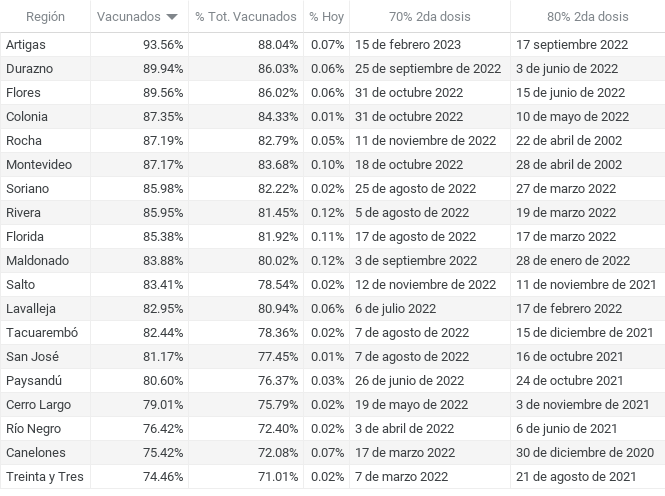 Región Vacunados % Tot. Vacunados % Hoy 70% 2da dosis 80% 2da dosis
Artigas 93.56% 88.04% 0.07% 15 de febrero 2023 17 septiembre 2022
Durazno 89.94% 86.03% 0.06% 25 de septiembre de 2022 3 de junio de 2022
Flores 89.56% 86.02% 0.06% 31 de octubre 2022 15 de junio de 2022
Colonia 87.35% 84.33% 0.01% 31 de octubre 2022 10 de mayo de 2022
Rocha 87.19% 82.79% 0.05% 11 de noviembre de 2022 22 de abril de 2002
Montevideo 87.17% 83.68% 0.10% 18 de octubre 2022 28 de abril de 2002
Soriano 85.98% 82.22% 0.02% 25 de agosto de 2022 27 de marzo 2022
Rivera 85.95% 81.45% 0.12% 5 de agosto de 2022 19 de marzo 2022
Florida 85.38% 81.92% 0.11% 17 de agosto de 2022 17 de marzo 2022
Maldonado 83.88% 80.02% 0.12% 3 de septiembre 2022 28 de enero de 2022
Salto 83.41% 78.54% 0.02% 12 de noviembre de 2022 11 de noviembre de 2021
Lavalleja 82.95% 80.94% 0.06% 6 de julio 2022 17 de febrero 2022
Tacuarembó 82.44% 78.36% 0.02% 7 de agosto de 2022 15 de diciembre de 2021
San José 81.17% 77.45% 0.01% 7 de agosto de 2022 16 de octubre 2021
Paysandú 80.60% 76.37% 0.03% 26 de junio de 2022 24 de octubre 2021
Cerro Largo 79.01% 75.79% 0.02% 19 de mayo de 2022 3 de noviembre de 2021
Río Negro 76.42% 72.40% 0.02% 3 de abril de 2022 6 de junio de 2021
Canelones 75.42% 72.08% 0.07% 17 de marzo 2022 30 de diciembre de 2020
Treinta y Tres 74.46% 71.01% 0.02% 7 de marzo 2022 21 de agosto de 2021